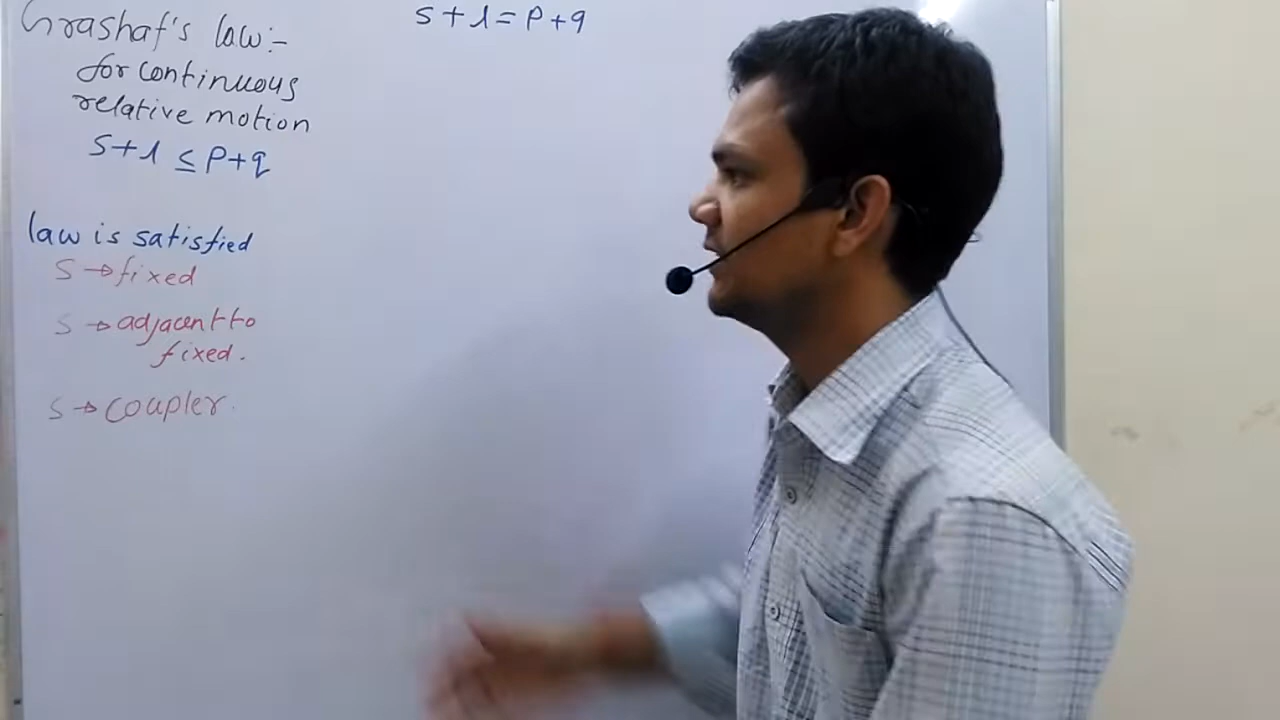 Grashaf's law:-
for continuous
relative motion
s+l ≤ p+q
law is satisfied
s→fixed
s→adjacent to
fixed.
s→coupler.
s+l=p+q